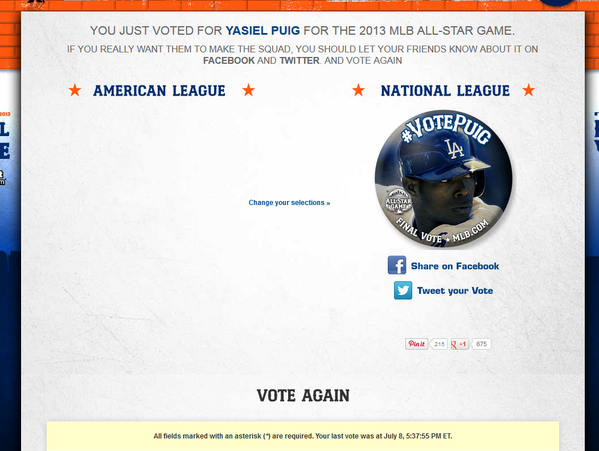 YOU JUST VOTED FOR YASIEL PUIG FOR THE 2013 MLB ALL-STAR GAME.
IF YOU REALLY WANT THEM TO MAKE THE SQUAD, YOU SHOULD LET YOUR FRIENDS KNOW ABOUT IT ON
FACEBOOK AND TWITTER. AND VOTE AGAIN
AMERICAN LEAGUE
NATIONAL LEAGUE
#VOTEPUIG
LA
ALL-STAR
GAME
FINAL VOTE • MLB.COM
Change your selections »
Share on Facebook
Tweet your Vote
Pin it 215 +1 675
VOTE AGAIN
All fields marked with an asterisk (*) are required. Your last vote was at July 8, 5:37:55 PM ET.